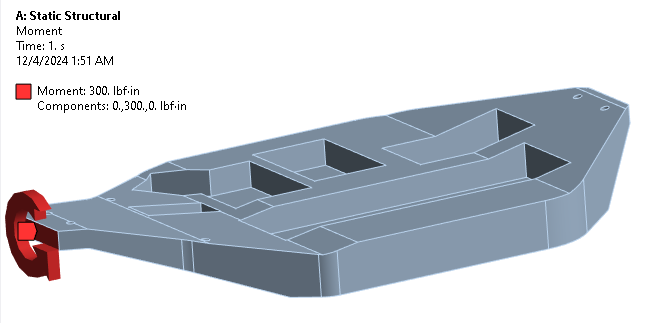 A: Static Structural
Moment
Time: 1. s
12/4/2024 1:51 AM
Moment: 300. lbf·in
Components: 0.,300.,0. lbf·in